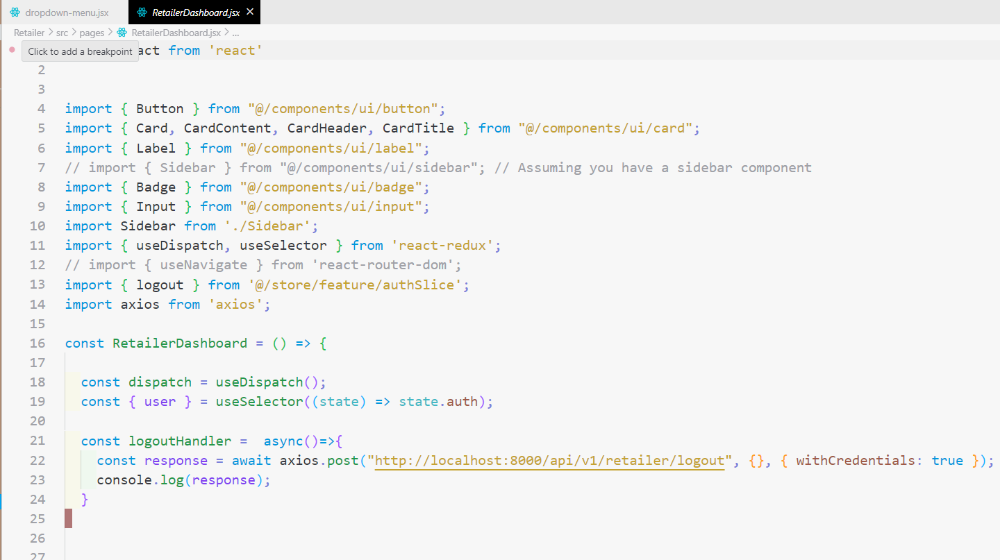 dropdown-menu.jsx RetailerDashboard.jsx
Retailer > src > pages > RetailerDashboard.jsx > ...
Click to add a breakpoint act from 'react'
2
3
4 import { Button } from "@/components/ui/button";
5 import { Card, CardContent, CardHeader, CardTitle } from "@/components/ui/card";
6 import { Label } from "@/components/ui/label";
7 // import { Sidebar } from "@/components/ui/sidebar"; // Assuming you have a sidebar component
8 import { Badge } from "@/components/ui/badge";
9 import { Input } from "@/components/ui/input";
10 import Sidebar from './Sidebar';
11 import { useDispatch, useSelector } from 'react-redux';
12 // import { useNavigate } from 'react-router-dom';
13 import { logout } from '@/store/feature/authSlice';
14 import axios from 'axios';
15
16 const RetailerDashboard = () => {
17
18 const dispatch = useDispatch();
19 const { user } = useSelector((state) => state.auth);
20
21 const logoutHandler =  async()=>{
22 const response = await axios.post("http://localhost:8000/api/v1/retailer/logout", {}, { withCredentials: true });
23 console.log(response);
24 }
25
26
27